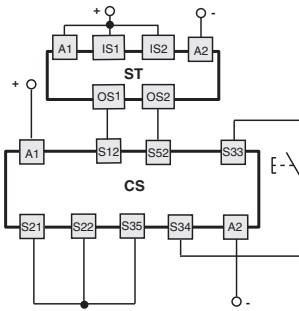 + -
A1 IS1 IS2 A2
ST
OS1 OS2
+
A1 S12 S52 S33
CS
S21 S22 S35 S34 A2
-